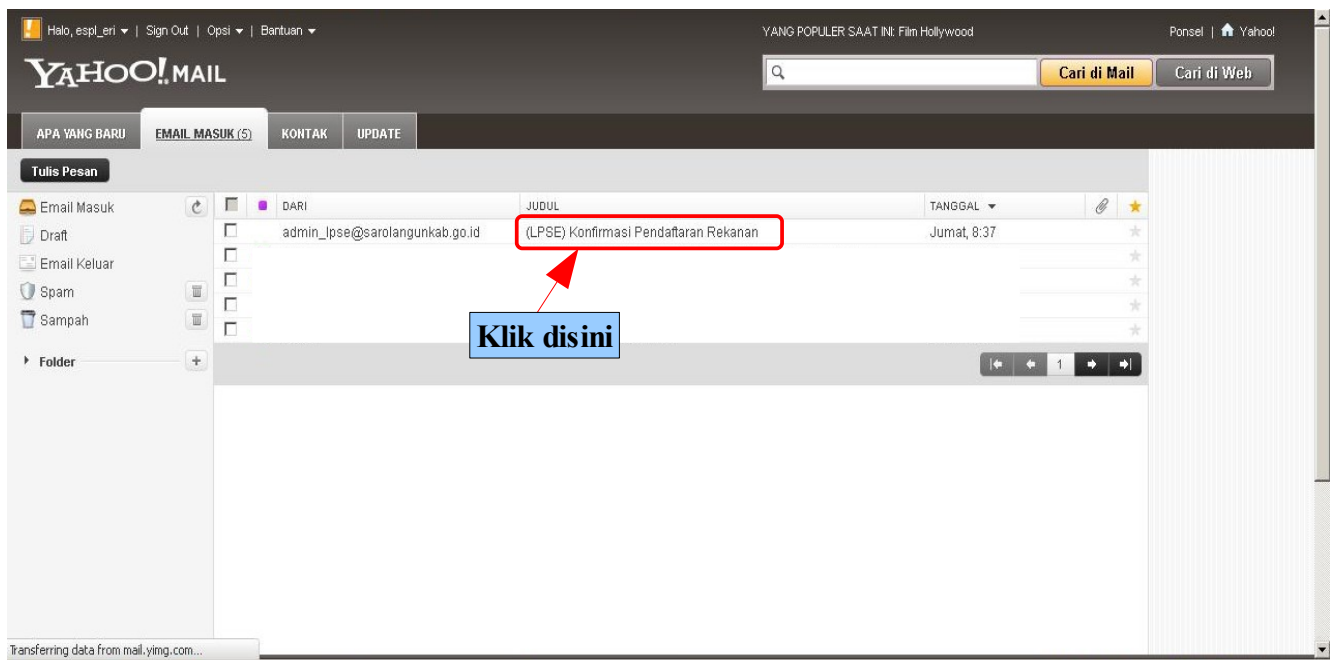 Halo, espl_eri | Sign Out | Opsi | Bantuan
YANG POPULER SAAT INI: Film Hollywood
Ponsel | Yahoo!
YAHOO! MAIL
Cari di Mail
Cari di Web
APA YANG BARU
EMAIL MASUK (5)
KONTAK
UPDATE
Tulis Pesan
Email Masuk
Draft
Email Keluar
Spam
Sampah
Folder
+
DARI
JUDUL
TANGGAL
admin_lpse@sarolangunkab.go.id
(LPSE) Konfirmasi Pendaftaran Rekanan
Jumat, 8:37
Klik disini
1
Transferring data from mail.yimg.com...